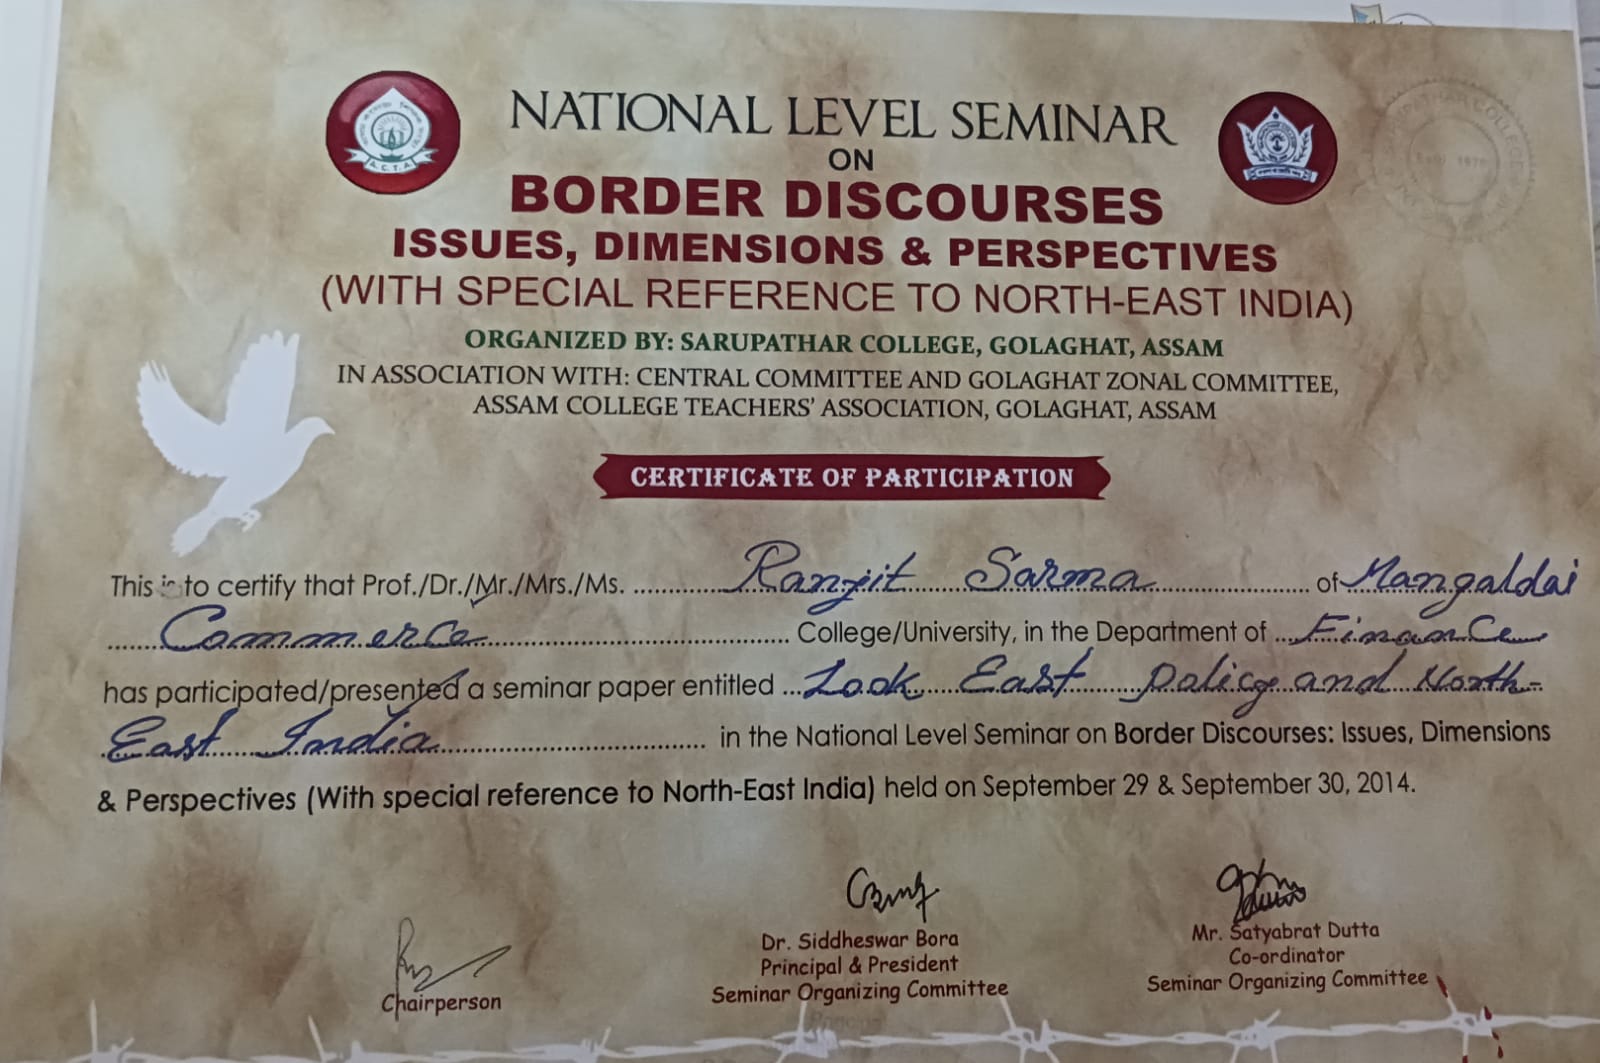 NATIONAL LEVEL SEMINAR
ON
BORDER DISCOURSES
ISSUES, DIMENSIONS & PERSPECTIVES
(WITH SPECIAL REFERENCE TO NORTH-EAST INDIA)
ORGANIZED BY: SARUPATHAR COLLEGE, GOLAGHAT, ASSAM
IN ASSOCIATION WITH: CENTRAL COMMITTEE AND GOLAGHAT ZONAL COMMITTEE,
ASSAM COLLEGE TEACHERS' ASSOCIATION, GOLAGHAT, ASSAM
CERTIFICATE OF PARTICIPATION
This is to certify that Prof./Dr./Mr./Mrs./Ms. Ranjit Sarma of Mangaldai
Commerce College/University, in the Department of Finance
has participated/presented a seminar paper entitled Look East Policy and North-
East India in the National Level Seminar on Border Discourses: Issues, Dimensions
& Perspectives (With special reference to North-East India) held on September 29 & September 30, 2014.
Chairperson
Dr. Siddheswar Bora
Principal & President
Seminar Organizing Committee
Mr. Satyabrat Dutta
Co-ordinator
Seminar Organizing Committee